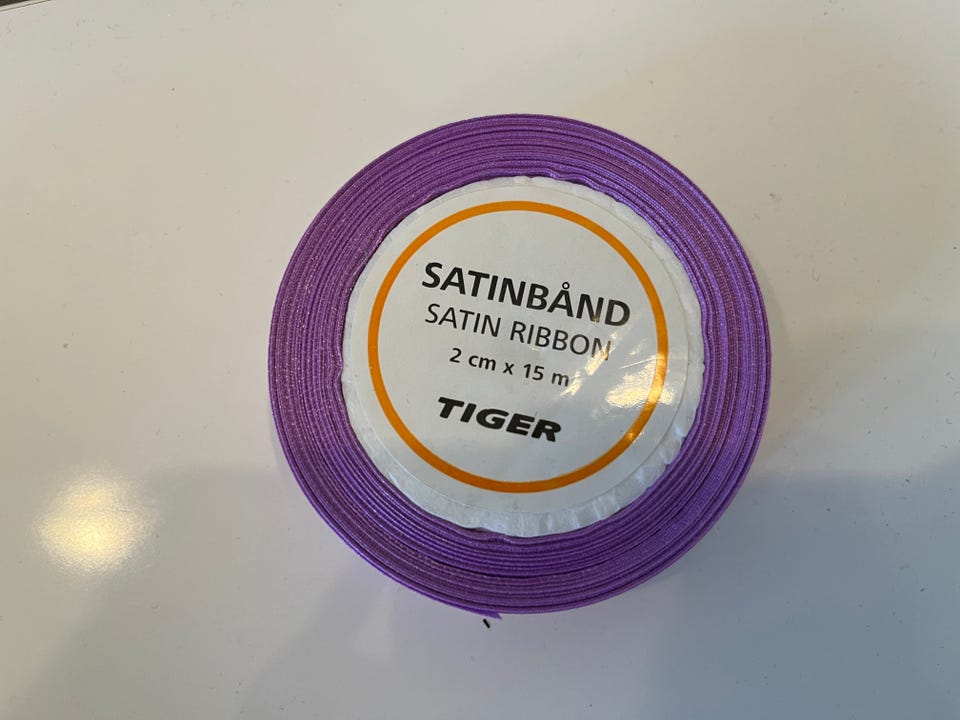 SATINBÅND
SATIN RIBBON
2 cm x 15 m
TIGER